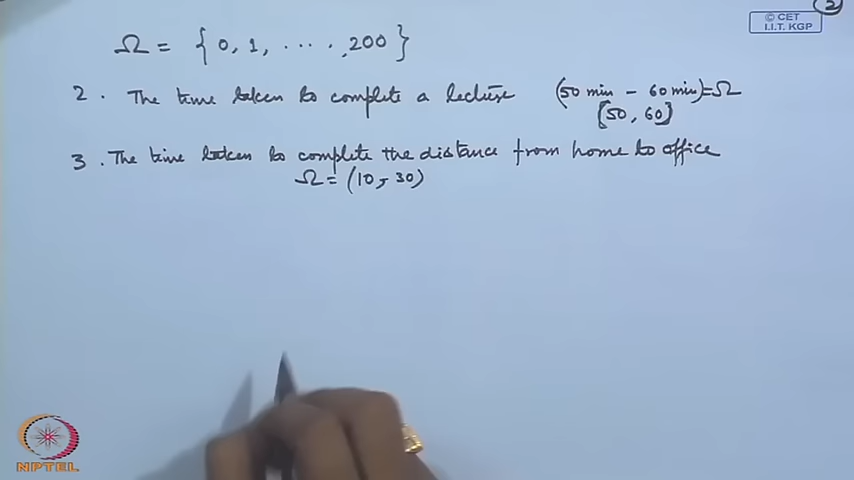 2
© CET
I.I.T. KGP
Ω = { 0, 1, ....., 200 }
2. The time taken to complete a lecture (50 min - 60 min) = Ω
[50, 60]
3. The time taken to complete the distance from home to office
Ω = (10, 30)
NPTEL